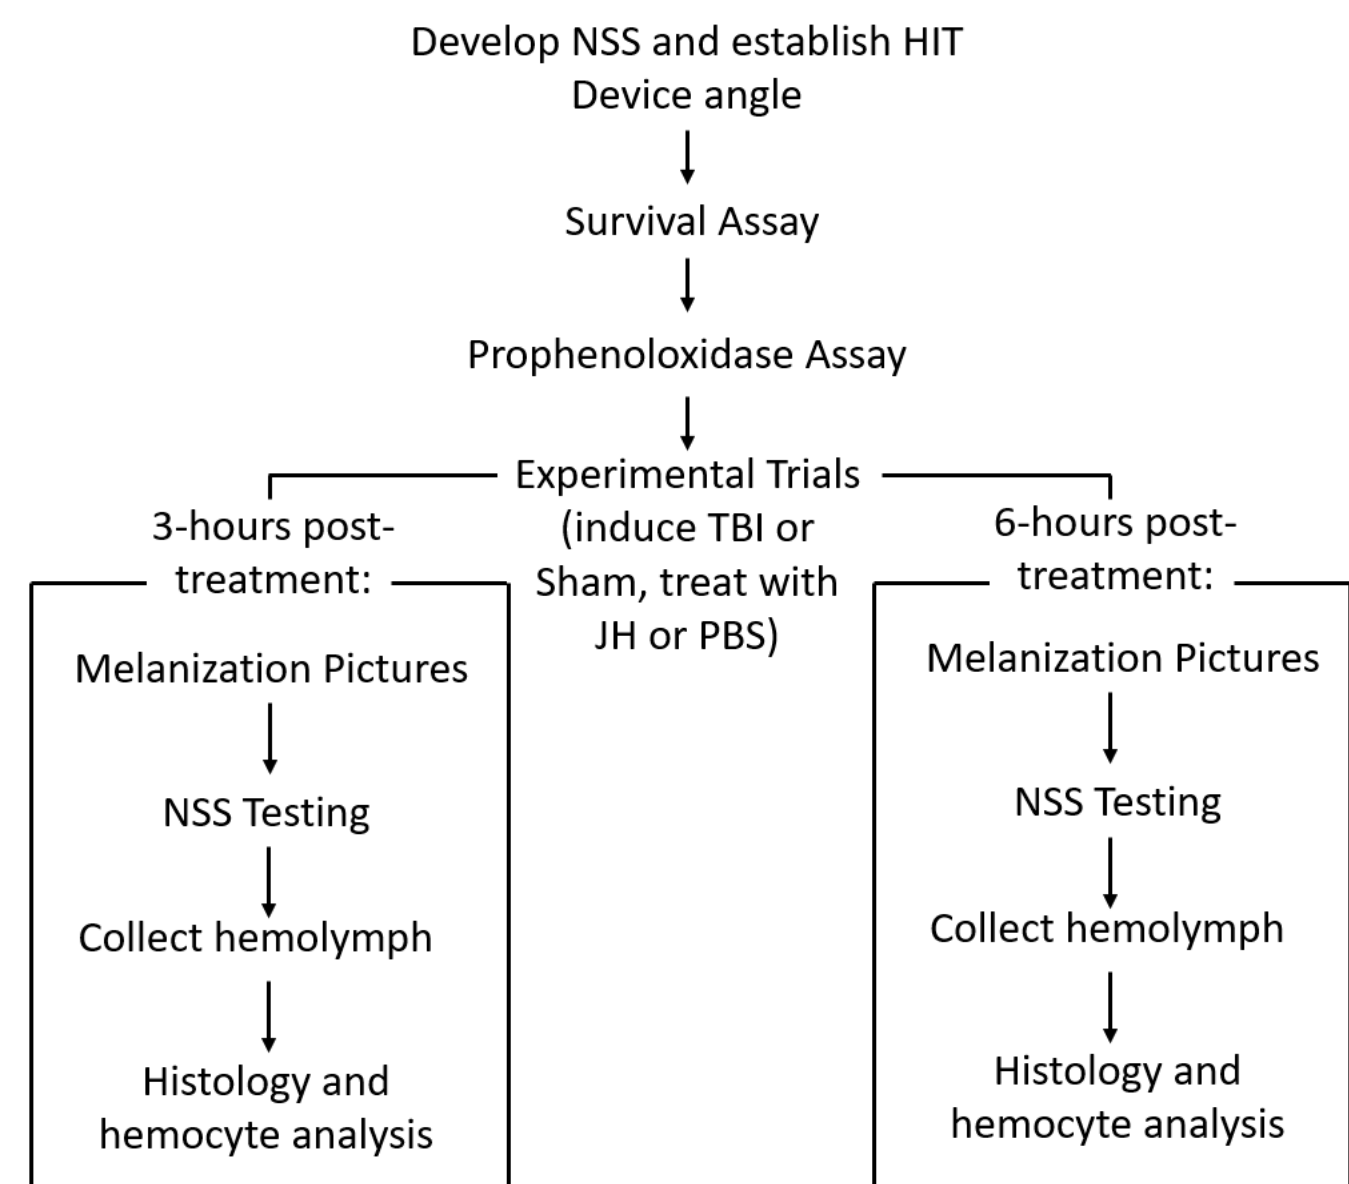 Develop NSS and establish HIT
Device angle
Survival Assay
Prophenoloxidase Assay
Experimental Trials
(induce TBI or
Sham, treat with
JH or PBS)
3-hours post-
treatment:
Melanization Pictures
NSS Testing
Collect hemolymph
Histology and
hemocyte analysis
6-hours post-
treatment:
Melanization Pictures
NSS Testing
Collect hemolymph
Histology and
hemocyte analysis